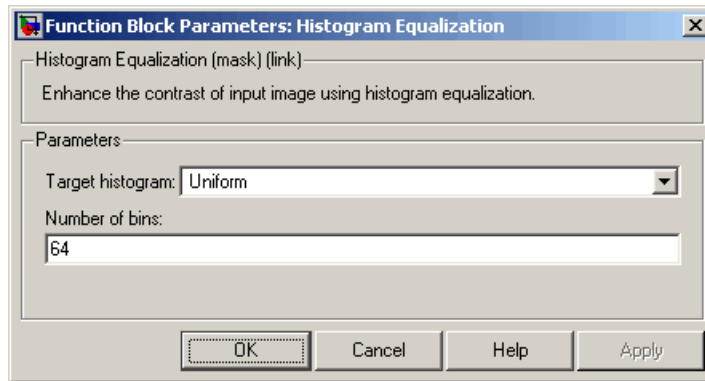 Function Block Parameters: Histogram Equalization
Histogram Equalization (mask) (link)
Enhance the contrast of input image using histogram equalization.
Parameters
Target histogram: Uniform
Number of bins:
64
OK Cancel Help Apply